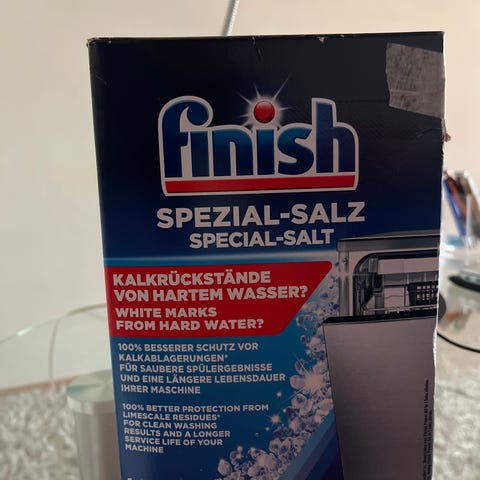 finish
SPEZIAL-SALZ
SPECIAL-SALT
KALKRÜCKSTÄNDE
VON HARTEM WASSER?
WHITE MARKS
FROM HARD WATER?
100% BESSERER SCHUTZ VOR
KALKABLAGERUNGEN*
FÜR SAUBERE SPÜLERGEBNISSE
UND EINE LÄNGERE LEBENSDAUER
IHRER MASCHINE
100% BETTER PROTECTION FROM
LIMESCALE RESIDUES*
FOR CLEAN WASHING
RESULTS AND A LONGER
SERVICE LIFE OF YOUR
MACHINE